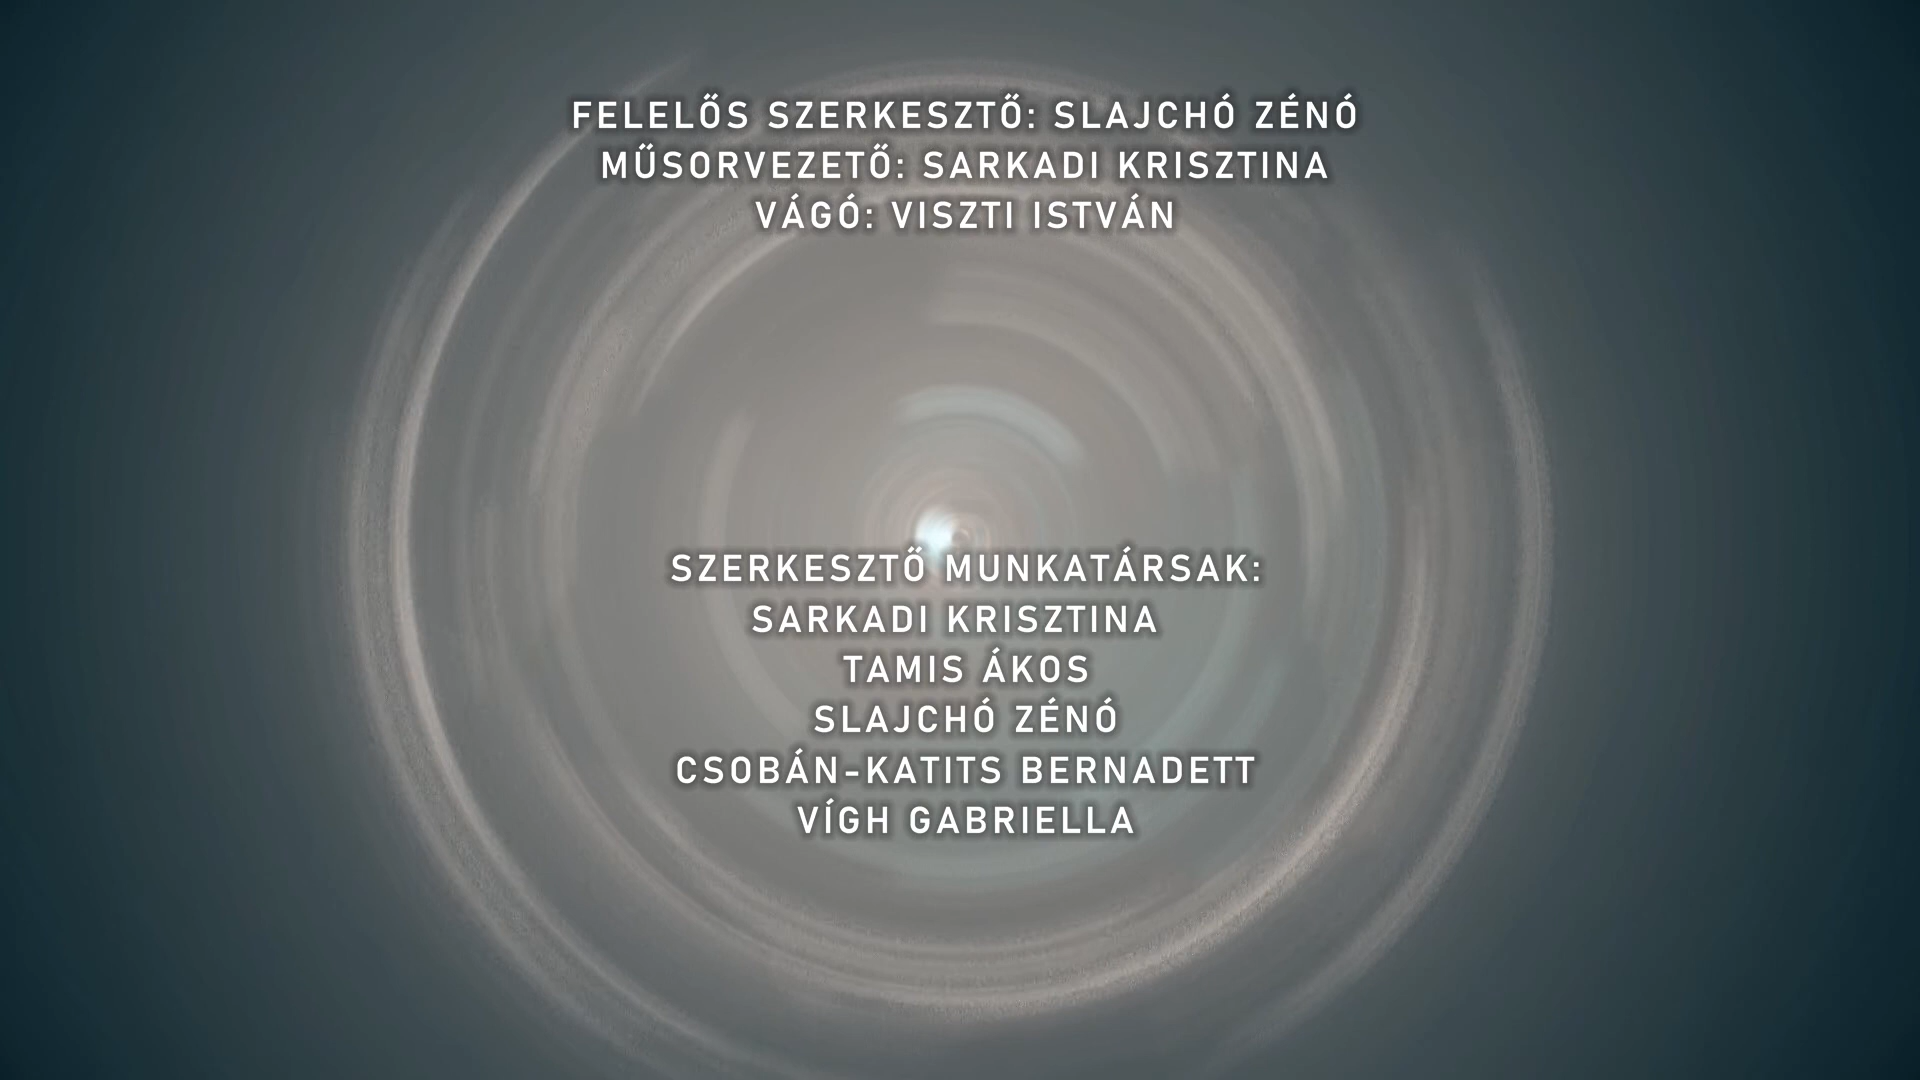 FELELŐS SZERKESZTŐ: SLAJCHÓ ZÉNÓ
MŰSORVEZETŐ: SARKADI KRISZTINA
VÁGÓ: VISZTI ISTVÁN
SZERKESZTŐ MUNKATÁRSAK:
SARKADI KRISZTINA
TAMIS ÁKOS
SLAJCHÓ ZÉNÓ
CSOBÁN-KATITS BERNADETT
VÍGH GABRIELLA